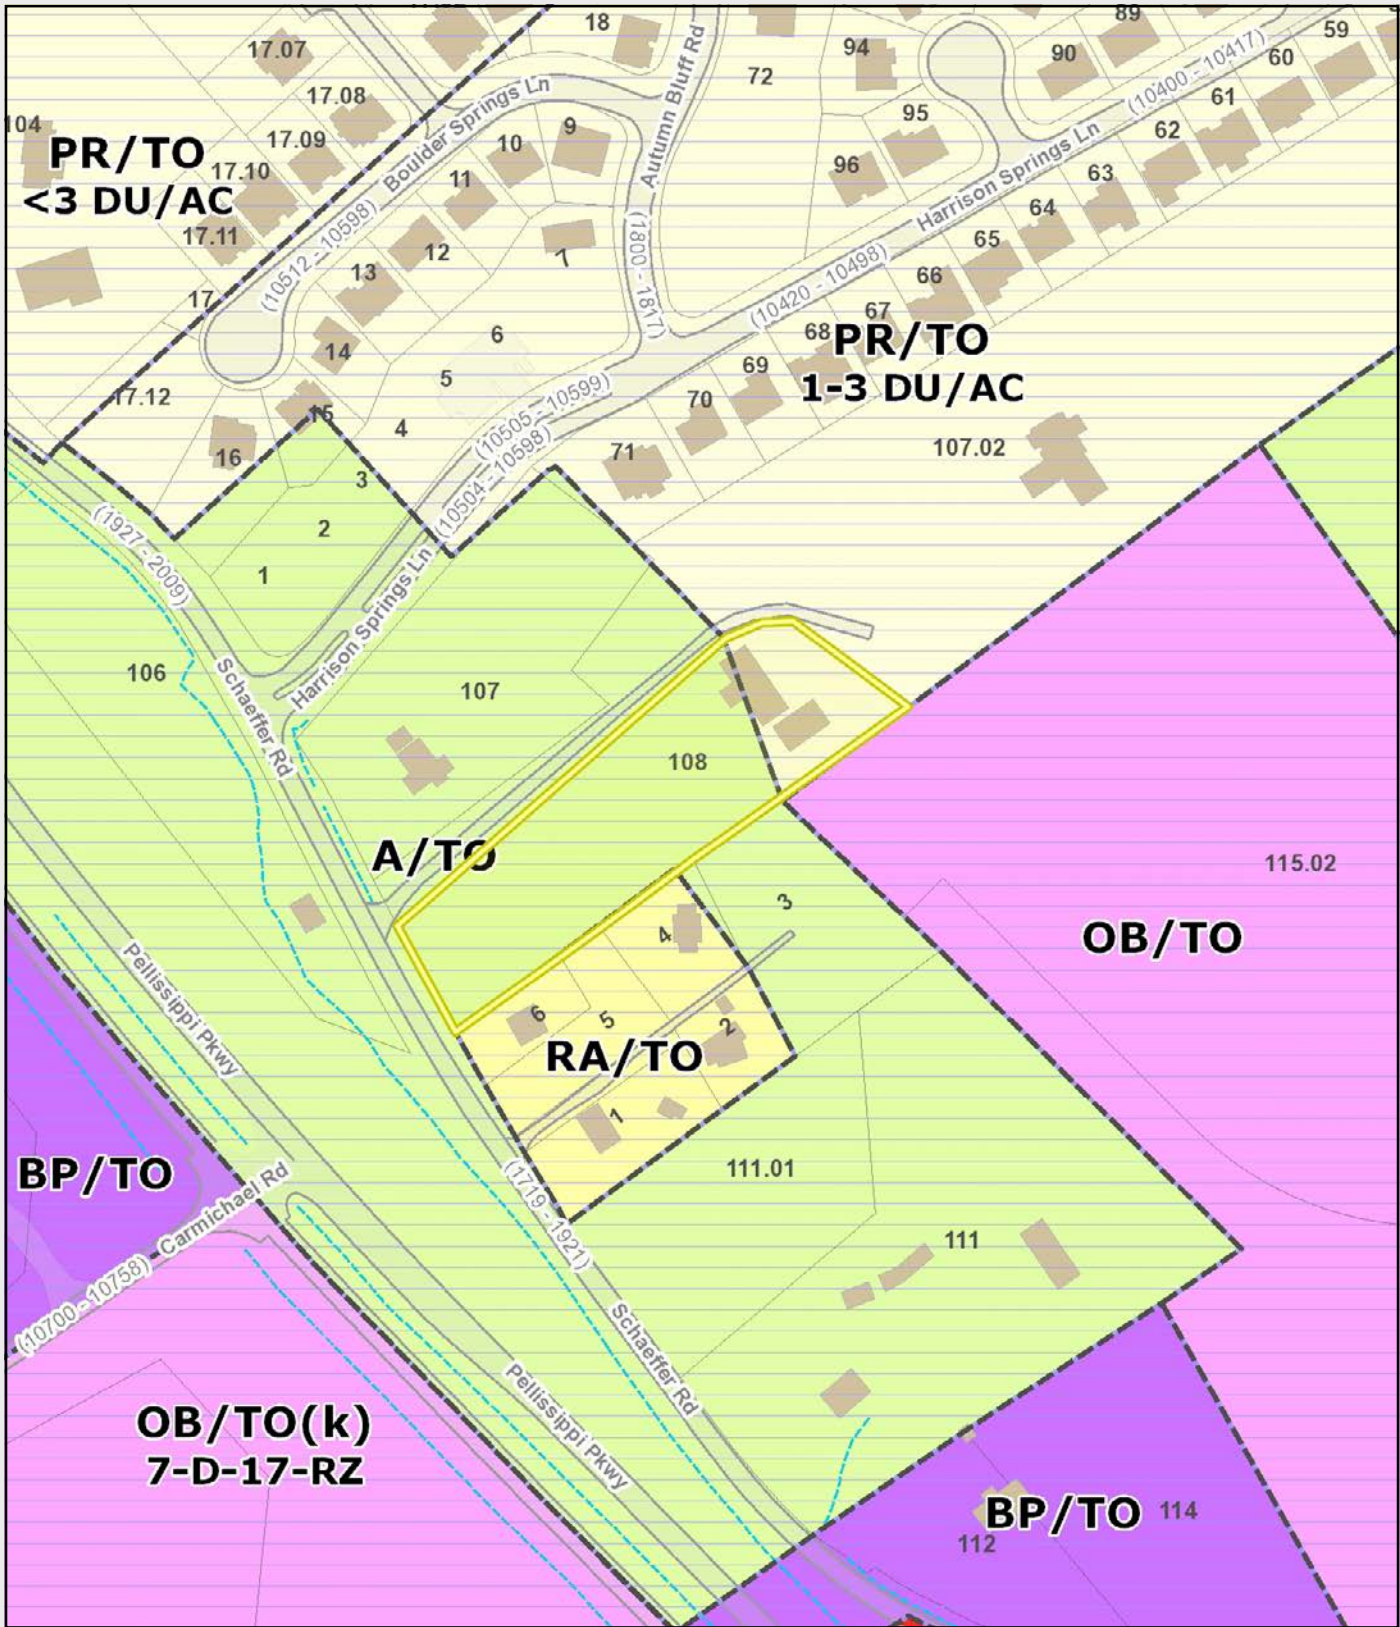 18
89
59
17.07
94
90
60
72
(10400 - 10417)
17.08
Boulder Springs Ln
Autumn Bluff Rd
61
95
104
9
62
17.09
10
Harrison Springs Ln
PR/TO
<3 DU/AC
17.10
11
96
63
64
17.11
(10512 - 10598)
12
7
(1800 - 1817)
65
13
(10420 - 10498)
66
17
67
6
68
PR/TO
1-3 DU/AC
14
69
5
17.12
(10505 - 10599)
70
15
4
(10504 - 10598)
71
107.02
16
3
2
(1927 - 2009)
1
Harrison Springs Ln
106
Schaeffer Rd
107
108
A/TO
115.02
3
4
OB/TO
Pellissippi Pkwy
6
5
2
RA/TO
1
BP/TO
111.01
Carmichael Rd
(1719 - 1921)
111
(10700 - 10758)
Schaeffer Rd
OB/TO(k)
7-D-17-RZ
Pellissippi Pkwy
BP/TO
114
112